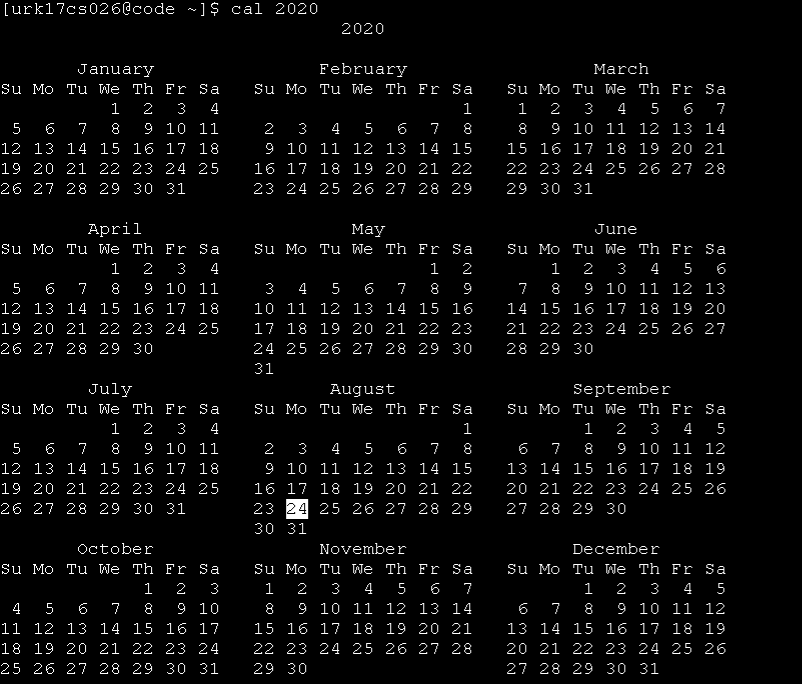 [urk17cs026@code ~]$ cal 2020
                               2020

       January                February                 March
Su Mo Tu We Th Fr Sa   Su Mo Tu We Th Fr Sa   Su Mo Tu We Th Fr Sa
          1  2  3  4                      1    1  2  3  4  5  6  7
 5  6  7  8  9 10 11    2  3  4  5  6  7  8    8  9 10 11 12 13 14
12 13 14 15 16 17 18    9 10 11 12 13 14 15   15 16 17 18 19 20 21
19 20 21 22 23 24 25   16 17 18 19 20 21 22   22 23 24 25 26 27 28
26 27 28 29 30 31      23 24 25 26 27 28 29   29 30 31

        April                   May                   June
Su Mo Tu We Th Fr Sa   Su Mo Tu We Th Fr Sa   Su Mo Tu We Th Fr Sa
          1  2  3  4                   1  2       1  2  3  4  5  6
 5  6  7  8  9 10 11    3  4  5  6  7  8  9    7  8  9 10 11 12 13
12 13 14 15 16 17 18   10 11 12 13 14 15 16   14 15 16 17 18 19 20
19 20 21 22 23 24 25   17 18 19 20 21 22 23   21 22 23 24 25 26 27
26 27 28 29 30         24 25 26 27 28 29 30   28 29 30
                       31
        July                  August                September
Su Mo Tu We Th Fr Sa   Su Mo Tu We Th Fr Sa   Su Mo Tu We Th Fr Sa
          1  2  3  4                      1          1  2  3  4  5
 5  6  7  8  9 10 11    2  3  4  5  6  7  8    6  7  8  9 10 11 12
12 13 14 15 16 17 18    9 10 11 12 13 14 15   13 14 15 16 17 18 19
19 20 21 22 23 24 25   16 17 18 19 20 21 22   20 21 22 23 24 25 26
26 27 28 29 30 31      23 24 25 26 27 28 29   27 28 29 30
                       30 31
       October               November               December
Su Mo Tu We Th Fr Sa   Su Mo Tu We Th Fr Sa   Su Mo Tu We Th Fr Sa
             1  2  3    1  2  3  4  5  6  7          1  2  3  4  5
 4  5  6  7  8  9 10    8  9 10 11 12 13 14    6  7  8  9 10 11 12
11 12 13 14 15 16 17   15 16 17 18 19 20 21   13 14 15 16 17 18 19
18 19 20 21 22 23 24   22 23 24 25 26 27 28   20 21 22 23 24 25 26
25 26 27 28 29 30 31   29 30                  27 28 29 30 31